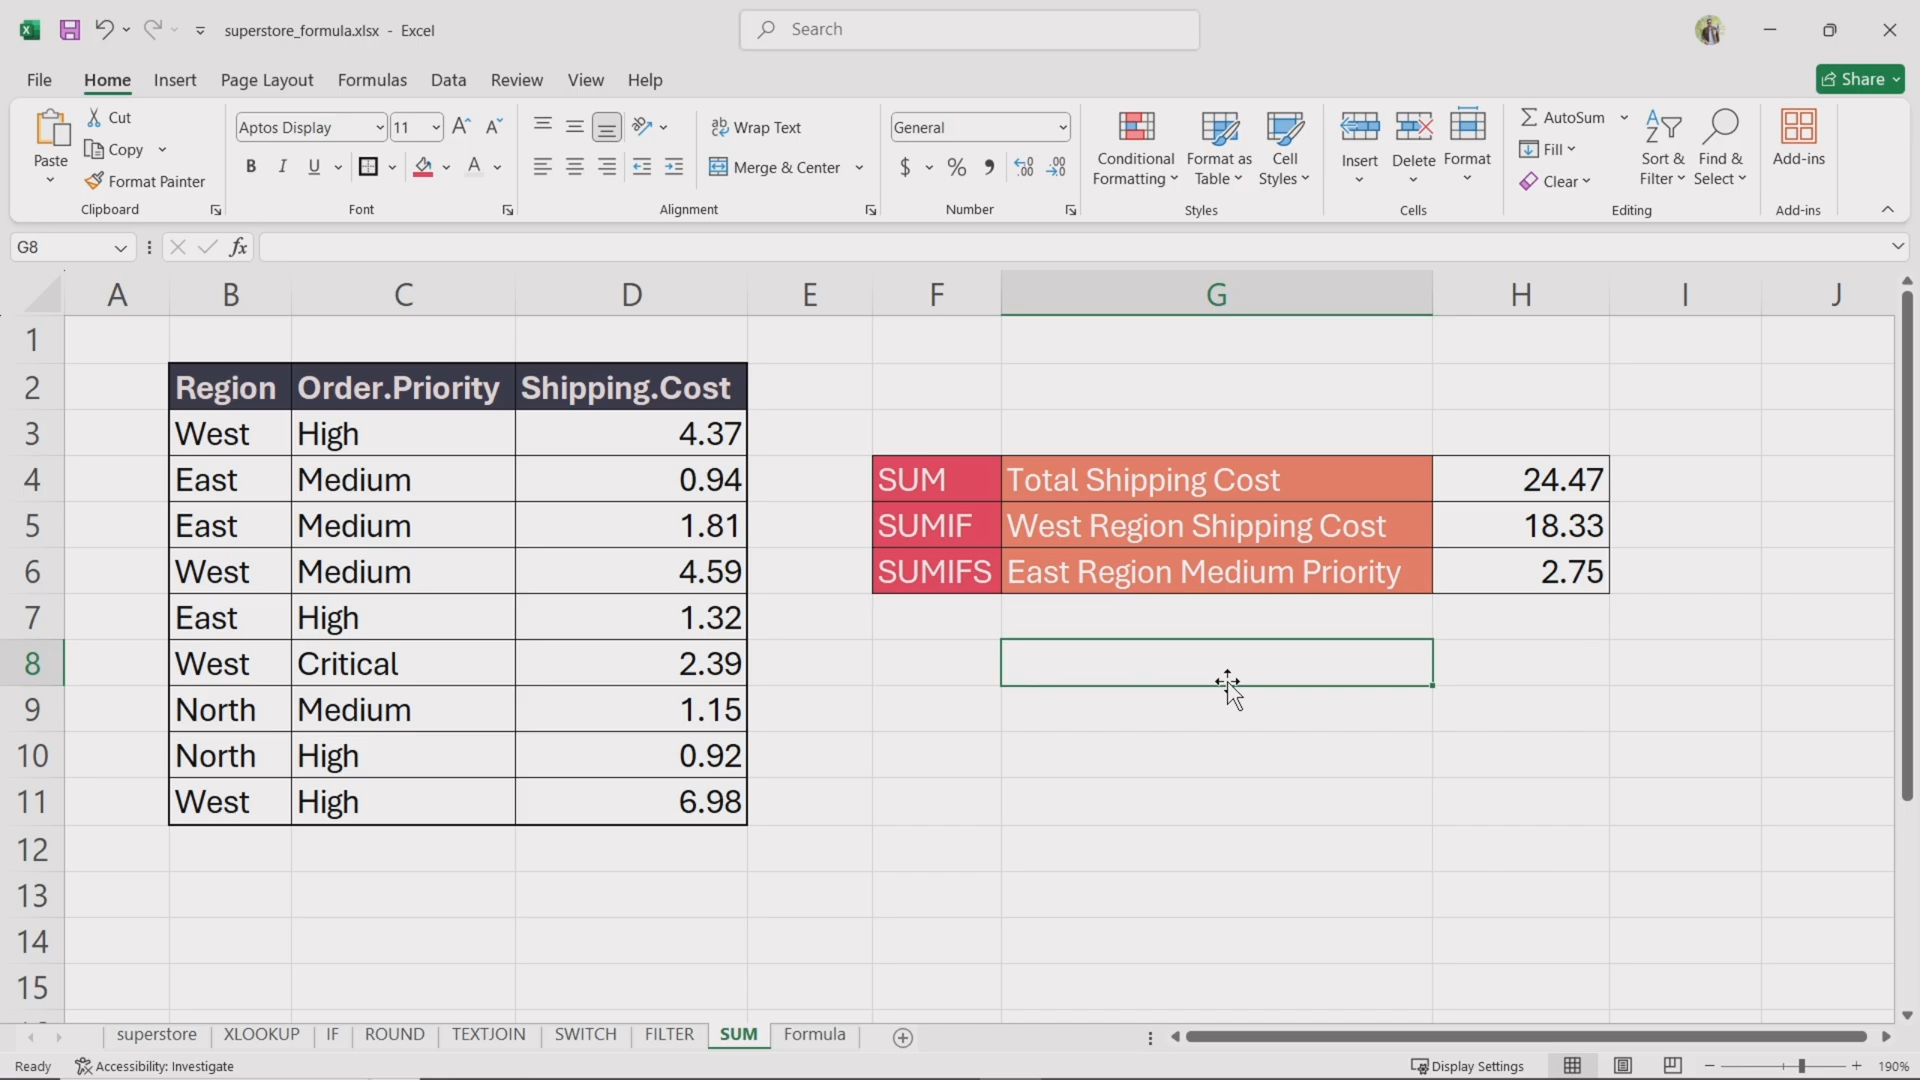 superstore_formula.xlsx - Excel
Search
File Home Insert Page Layout Formulas Data Review View Help
Share
Paste
Cut
Copy
Format Painter
Clipboard
Aptos Display 11
B I U
Font
Wrap Text
Merge & Center
Alignment
General
$ % ,
Number
Conditional Formatting
Format as Table
Cell Styles
Styles
Insert Delete Format
Cells
AutoSum
Fill
Clear
Sort & Filter
Find & Select
Editing
Add-ins
Add-ins
G8 fx
A B C D E F G H I J
1
2 Region Order.Priority Shipping.Cost
3 West High 4.37
4 East Medium 0.94 SUM Total Shipping Cost 24.47
5 East Medium 1.81 SUMIF West Region Shipping Cost 18.33
6 West Medium 4.59 SUMIFS East Region Medium Priority 2.75
7 East High 1.32
8 West Critical 2.39
9 North Medium 1.15
10 North High 0.92
11 West High 6.98
12
13
14
15
superstore XLOOKUP IF ROUND TEXTJOIN SWITCH FILTER SUM Formula
Ready Accessibility: Investigate Display Settings 190%